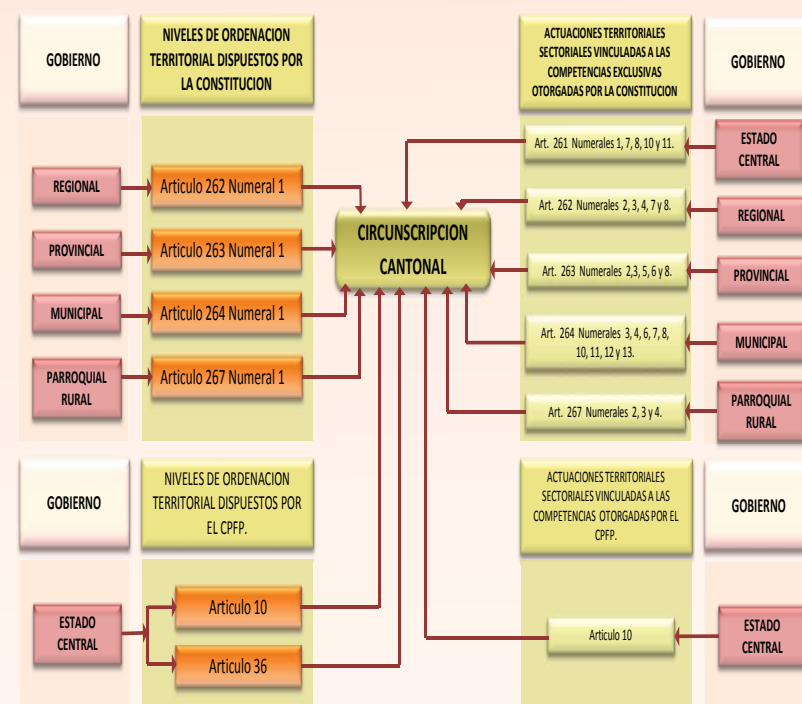 GOBIERNO
NIVELES DE ORDENACION
TERRITORIAL DISPUESTOS POR
LA CONSTITUCION
REGIONAL
Articulo 262 Numeral 1
PROVINCIAL
Articulo 263 Numeral 1
MUNICIPAL
Articulo 264 Numeral 1
PARROQUIAL
RURAL
Articulo 267 Numeral 1
CIRCUNSCRIPCION
CANTONAL
ACTUACIONES TERRITORIALES
SECTORIALES VINCULADAS A LAS
COMPETENCIAS EXCLUSIVAS
OTORGADAS POR LA CONSTITUCION
GOBIERNO
Art. 261 Numerales 1, 7, 8, 10 y 11.
ESTADO
CENTRAL
Art. 262 Numerales 2, 3, 4, 7 y 8.
REGIONAL
Art. 263 Numerales 2,3, 5, 6 y 8.
PROVINCIAL
Art. 264 Numerales 3, 4, 6, 7, 8,
10, 11, 12 y 13.
MUNICIPAL
Art. 267 Numerales 2, 3 y 4.
PARROQUIAL
RURAL
GOBIERNO
NIVELES DE ORDENACION
TERRITORIAL DISPUESTOS POR
EL CPFP.
ESTADO
CENTRAL
Articulo 10
Articulo 36
ACTUACIONES TERRITORIALES
SECTORIALES VINCULADAS A LAS
COMPETENCIAS OTORGADAS POR EL
CPFP.
GOBIERNO
Articulo 10
ESTADO
CENTRAL